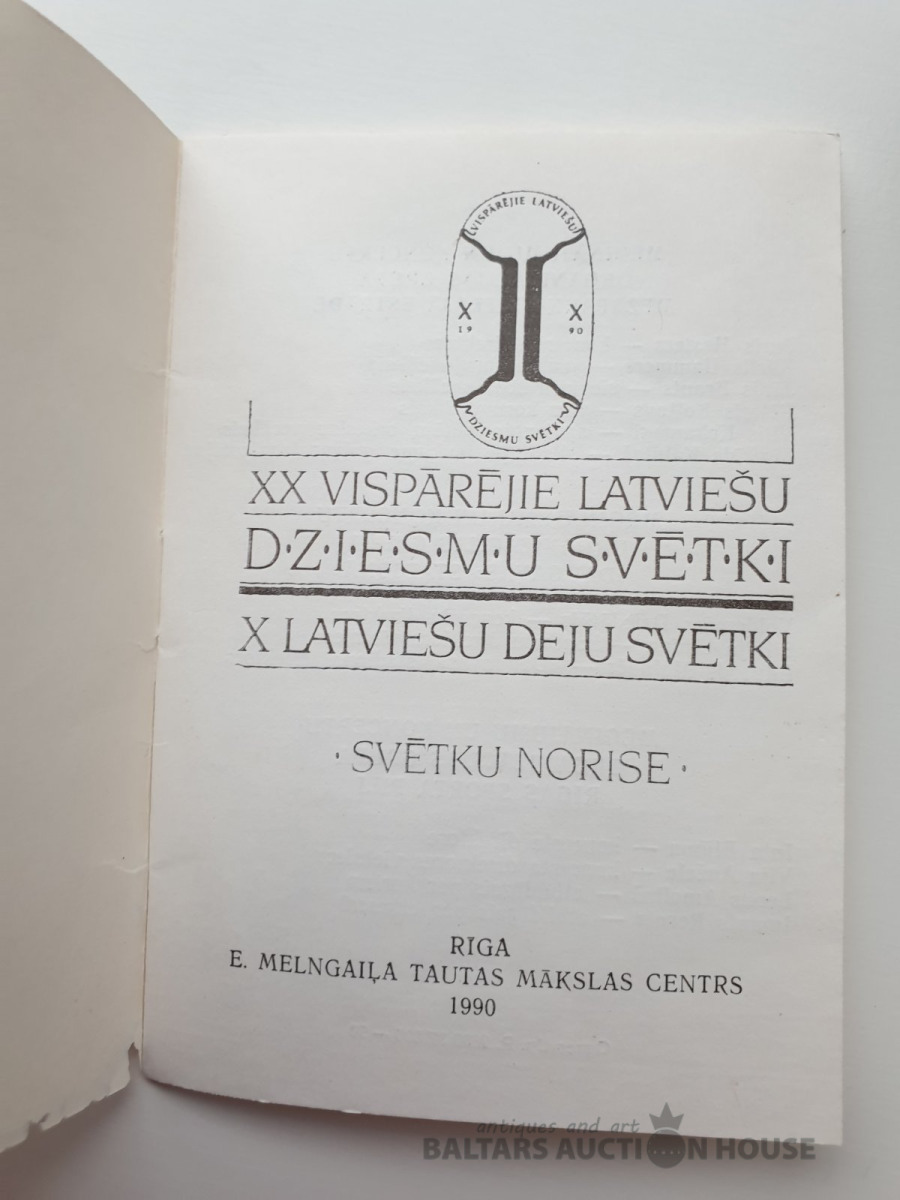 VISPĀRĒJIE LATVIEŠU
X X
19 90
DZIESMU SVĒTKI
XX VISPĀRĒJIE LATVIEŠU
D·Z·I·E·S·M·U S·V·Ē·T·K·I
X LATVIEŠU DEJU SVĒTKI
· SVĒTKU NORISE ·
RĪGA
E. MELNGAIĻA TAUTAS MĀKSLAS CENTRS
1990
antiques and art
BALTARS AUCTION HOUSE